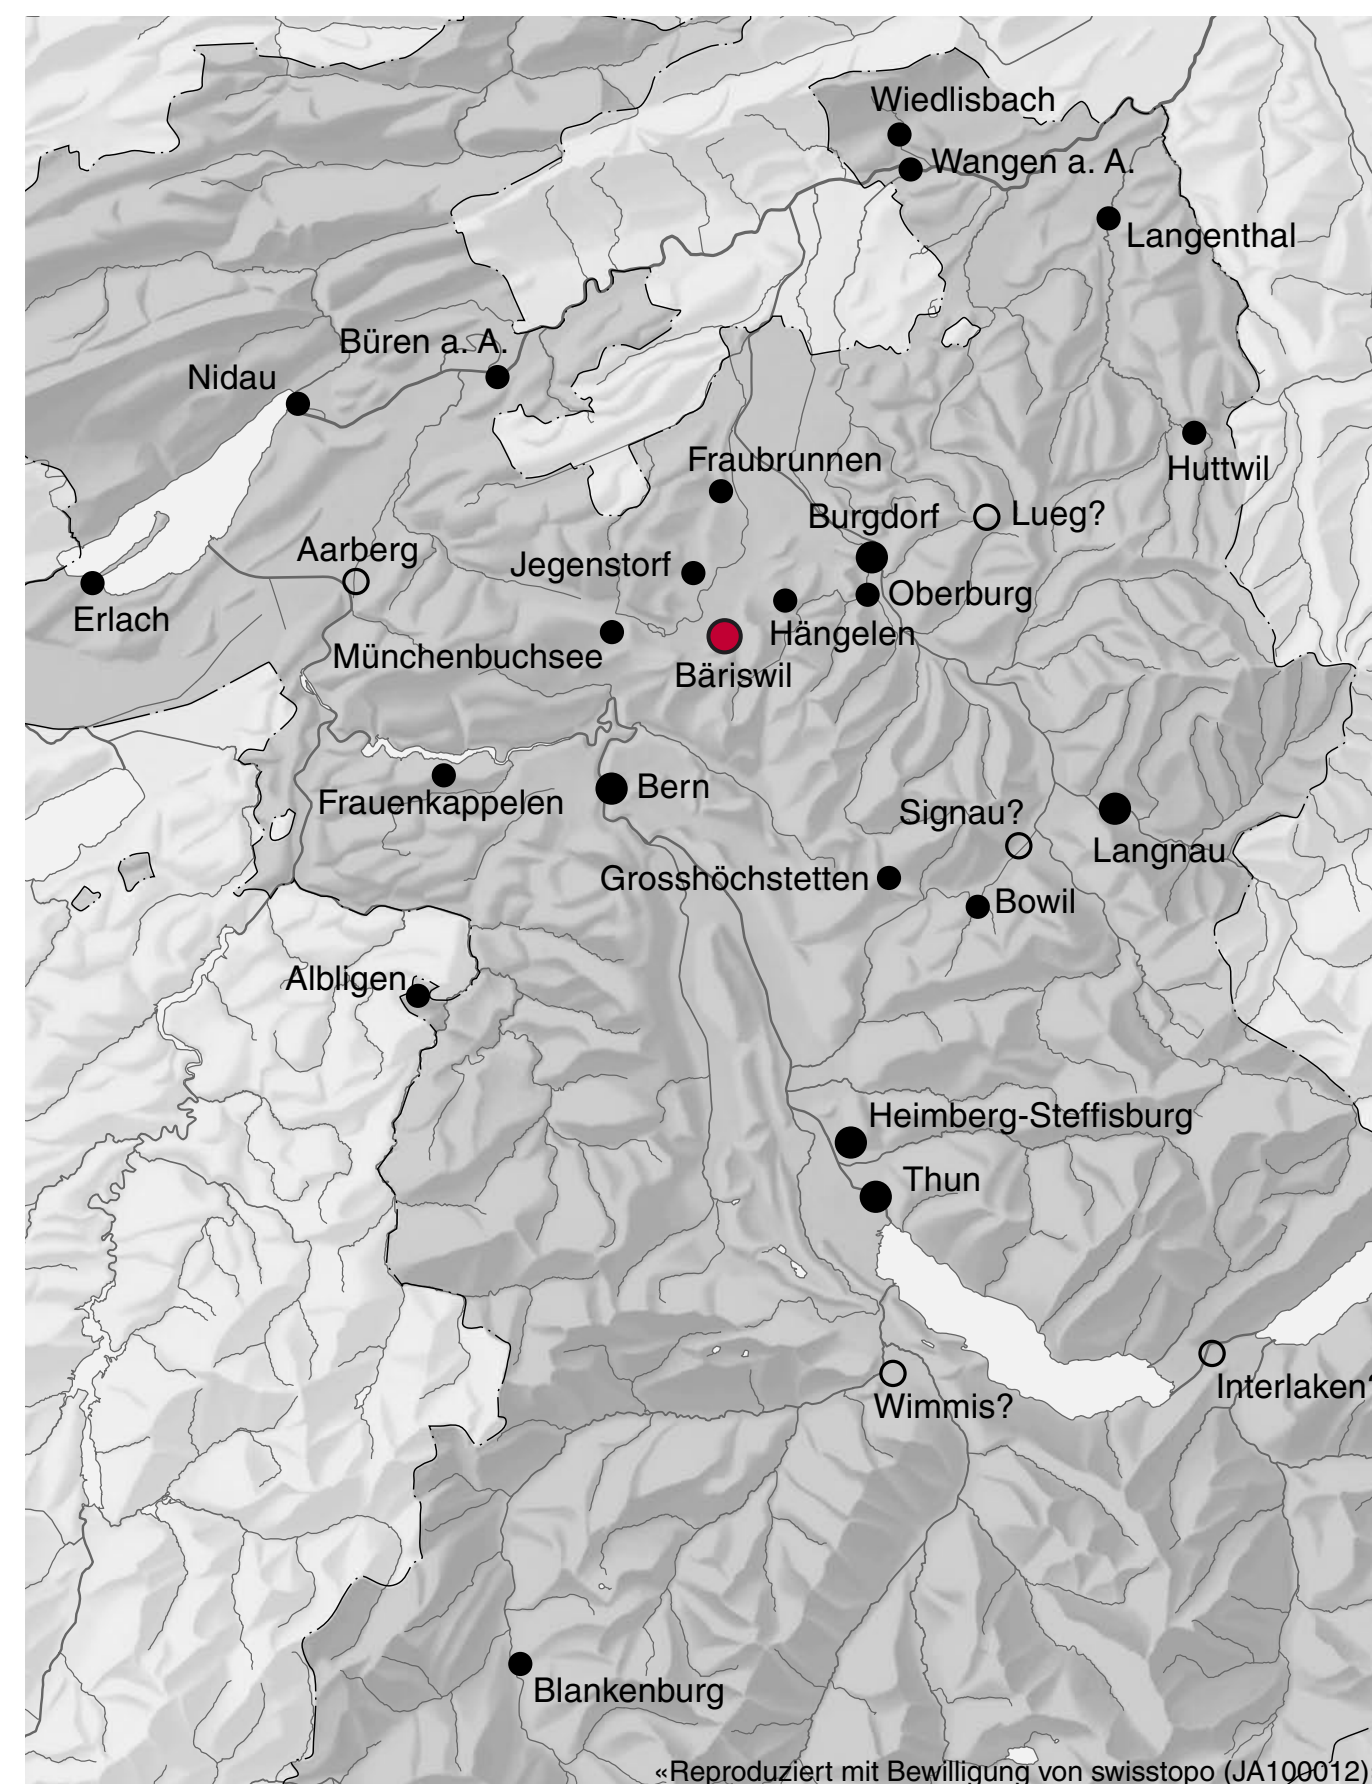 Wiedlisbach
Wangen a. A.
Langenthal
Büren a. A.
Nidau
Fraubrunnen
Huttwil
Burgdorf
Lueg?
Aarberg
Jegenstorf
Oberburg
Erlach
Hängelen
Münchenbuchsee
Bäriswil
Bern
Frauenkappelen
Signau?
Langnau
Grosshöchstetten
Bowil
Albligen
Heimberg-Steffisburg
Thun
Interlaken?
Wimmis?
Blankenburg
«Reproduziert mit Bewilligung von swisstopo (JA100012)